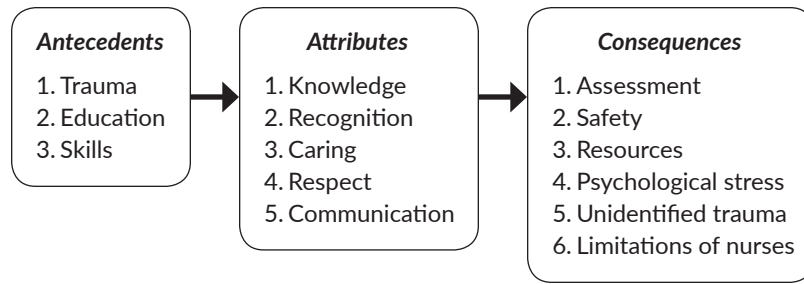 Antecedents
1. Trauma
2. Education
3. Skills
Attributes
1. Knowledge
2. Recognition
3. Caring
4. Respect
5. Communication
Consequences
1. Assessment
2. Safety
3. Resources
4. Psychological stress
5. Unidentified trauma
6. Limitations of nurses